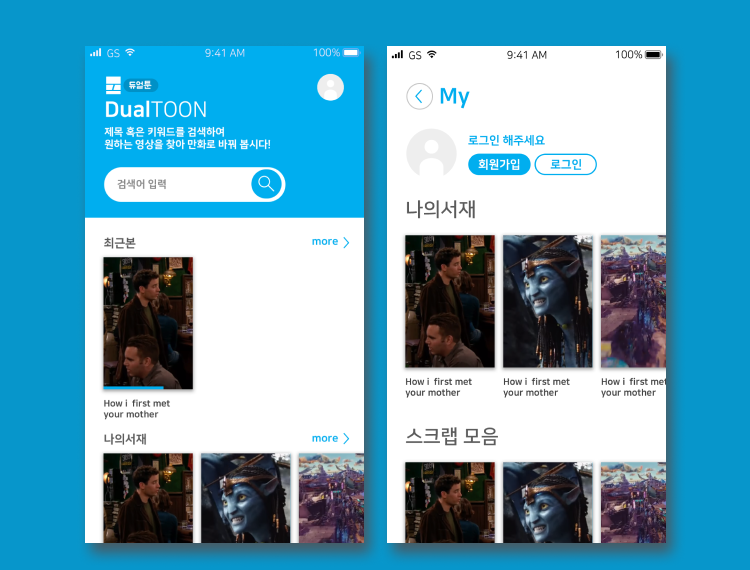 GS 9:41 AM 100%
듀얼툰
DualTOON
제목 혹은 키워드를 검색하여
원하는 영상을 찾아 만화로 바꿔 봅시다!
검색어 입력
최근본 more
How i first met
your mother
나의서재 more
GS 9:41 AM 100%
My
로그인 해주세요
회원가입 로그인
나의서재
How i first met How i first met How i first met
your mother your mother your mother
스크랩 모음